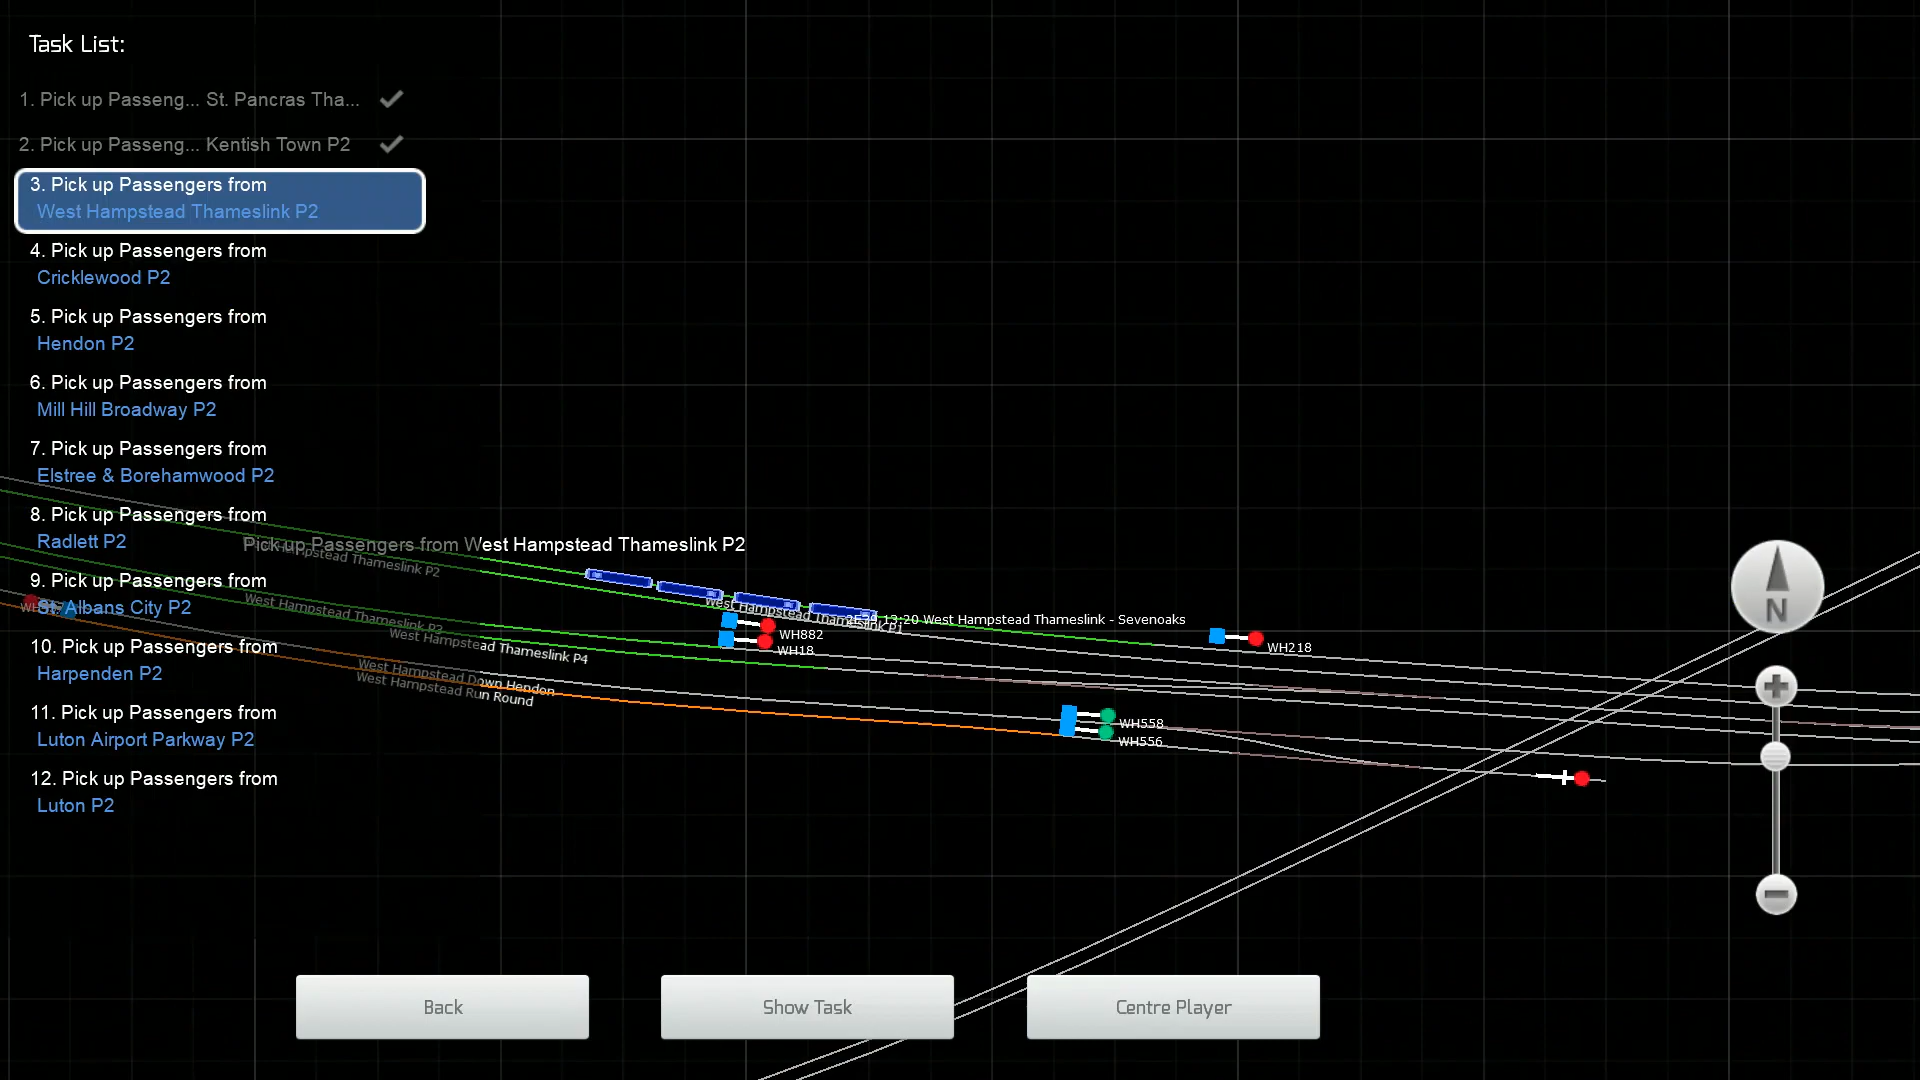 Task List:
1. Pick up Passeng... St. Pancras Tha...
2. Pick up Passeng... Kentish Town P2
3. Pick up Passengers from
West Hampstead Thameslink P2
4. Pick up Passengers from
Cricklewood P2
5. Pick up Passengers from
Hendon P2
6. Pick up Passengers from
Mill Hill Broadway P2
7. Pick up Passengers from
Elstree & Borehamwood P2
8. Pick up Passengers from
Radlett P2
9. Pick up Passengers from
St. Albans City P2
10. Pick up Passengers from
Harpenden P2
11. Pick up Passengers from
Luton Airport Parkway P2
12. Pick up Passengers from
Luton P2
Pick up Passengers from West Hampstead Thameslink P2
Hampstead Thameslink P2
West Hampstead Thameslink P3
West Hampstead Thameslink P4
West Hampstead Down Hendon
West Hampstead Run Round
West Hampstead Thameslink P1
13:20 West Hampstead Thameslink - Sevenoaks
WH882
WH18
WH218
WH558
WH556
N
Back
Show Task
Centre Player